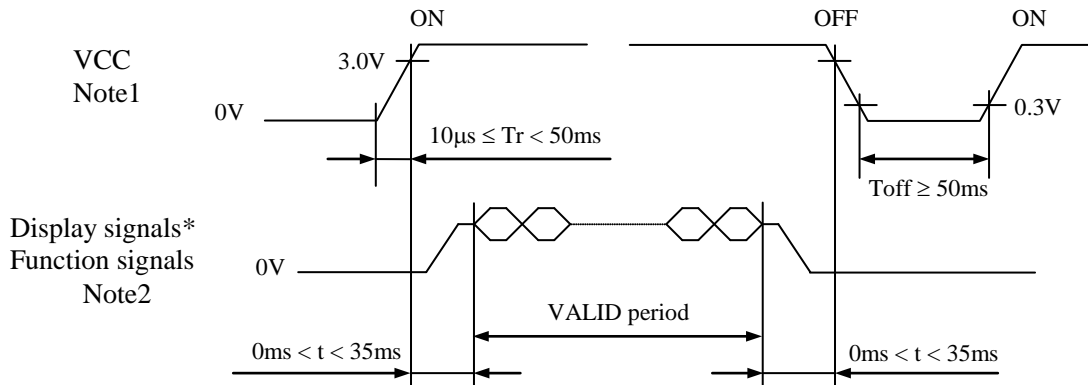 ON OFF ON
VCC
Note1
3.0V
0V
0.3V
10μs ≤ Tr < 50ms
Toff ≥ 50ms
Display signals*
Function signals
Note2
0V
VALID period
0ms < t < 35ms 0ms < t < 35ms